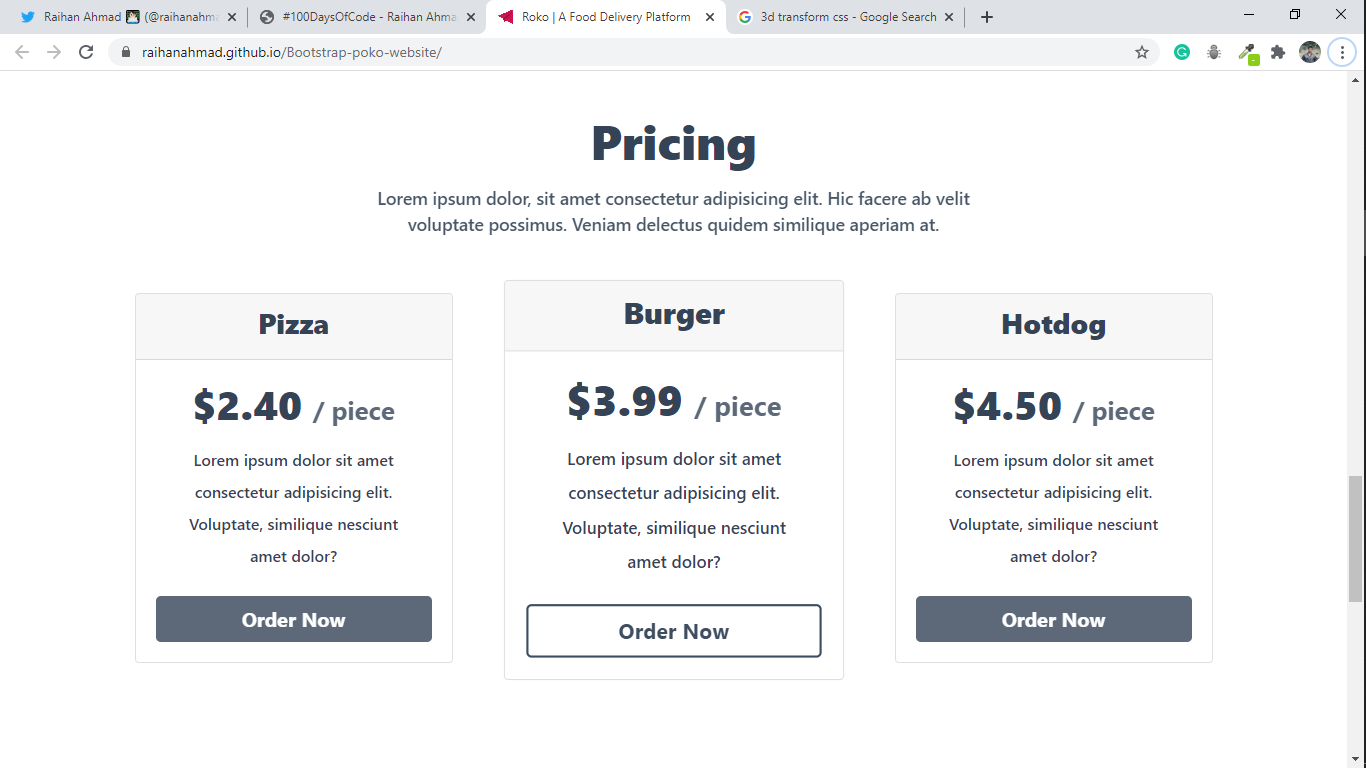 Raihan Ahmad (@raihanahma
#100DaysOfCode - Raihan Ahma
Roko | A Food Delivery Platform
3d transform css - Google Search
raihanahmad.github.io/Bootstrap-poko-website/
Pricing
Lorem ipsum dolor, sit amet consectetur adipisicing elit. Hic facere ab velit
voluptate possimus. Veniam delectus quidem similique aperiam at.
Pizza
$2.40 / piece
Lorem ipsum dolor sit amet
consectetur adipisicing elit.
Voluptate, similique nesciunt
amet dolor?
Order Now
Burger
$3.99 / piece
Lorem ipsum dolor sit amet
consectetur adipisicing elit.
Voluptate, similique nesciunt
amet dolor?
Order Now
Hotdog
$4.50 / piece
Lorem ipsum dolor sit amet
consectetur adipisicing elit.
Voluptate, similique nesciunt
amet dolor?
Order Now